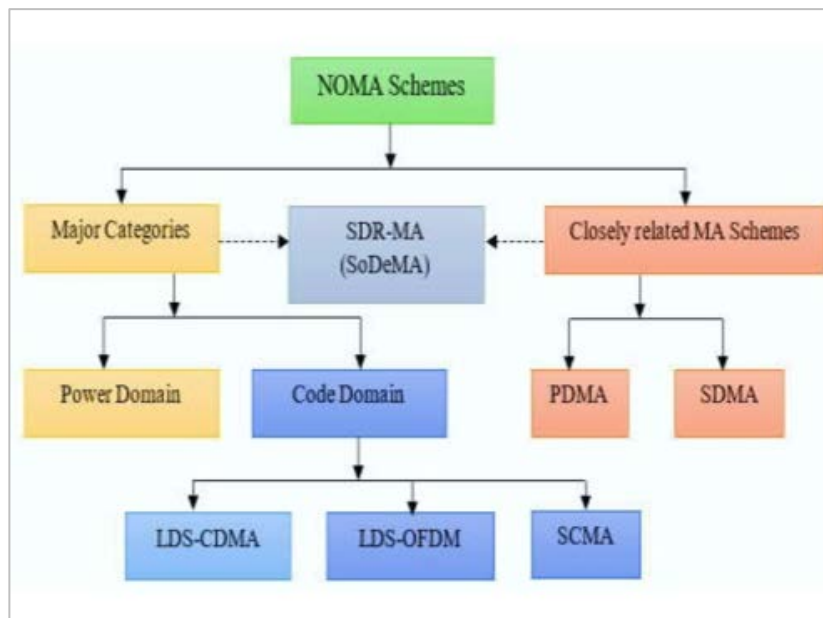 NOMA Schemes
Major Categories
SDR-MA
(SoDeMA)
Closely related MA Schemes
Power Domain
Code Domain
PDMA
SDMA
LDS-CDMA
LDS-OFDM
SCMA